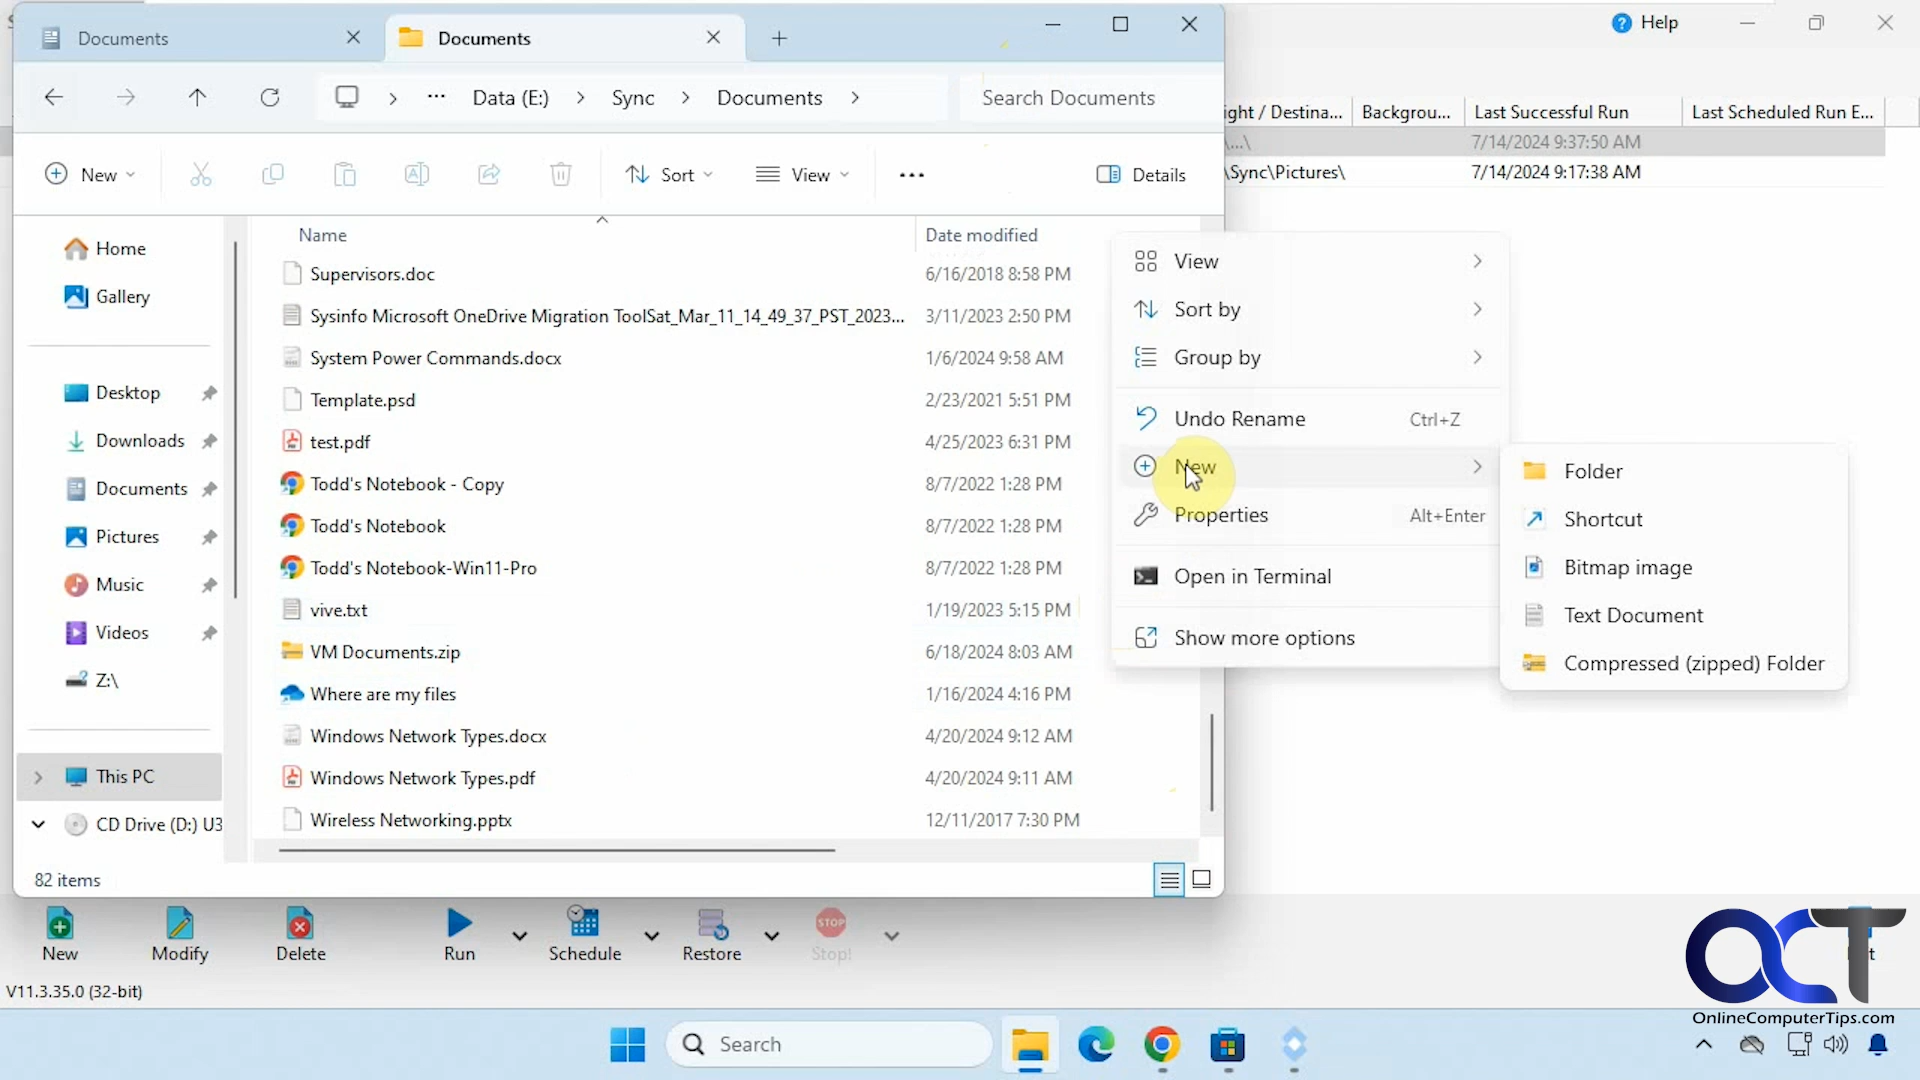 Documents
Documents
Help
Data (E:)
Sync
Documents
Search Documents
New
Sort
View
Details
ight / Destina...
Backgrou...
Last Successful Run
Last Scheduled Run E...
\...\
7/14/2024 9:37:50 AM
\Sync\Pictures\
7/14/2024 9:17:38 AM
Home
Gallery
Desktop
Downloads
Documents
Pictures
Music
Videos
Z:\
This PC
CD Drive (D:) U3
Name
Date modified
Supervisors.doc
6/16/2018 8:58 PM
Sysinfo Microsoft OneDrive Migration ToolSat_Mar_11_14_49_37_PST_2023...
3/11/2023 2:50 PM
System Power Commands.docx
1/6/2024 9:58 AM
Template.psd
2/23/2021 5:51 PM
test.pdf
4/25/2023 6:31 PM
Todd's Notebook - Copy
8/7/2022 1:28 PM
Todd's Notebook
8/7/2022 1:28 PM
Todd's Notebook-Win11-Pro
8/7/2022 1:28 PM
vive.txt
1/19/2023 5:15 PM
VM Documents.zip
6/18/2024 8:03 AM
Where are my files
1/16/2024 4:16 PM
Windows Network Types.docx
4/20/2024 9:12 AM
Windows Network Types.pdf
4/20/2024 9:11 AM
Wireless Networking.pptx
12/11/2017 7:30 PM
82 items
View
Sort by
Group by
Undo Rename
Ctrl+Z
New
Properties
Alt+Enter
Open in Terminal
Show more options
Folder
Shortcut
Bitmap image
Text Document
Compressed (zipped) Folder
New
Modify
Delete
Run
Schedule
Restore
STOP
Stop!
V11.3.35.0 (32-bit)
OCT
OnlineComputerTips.com
Search